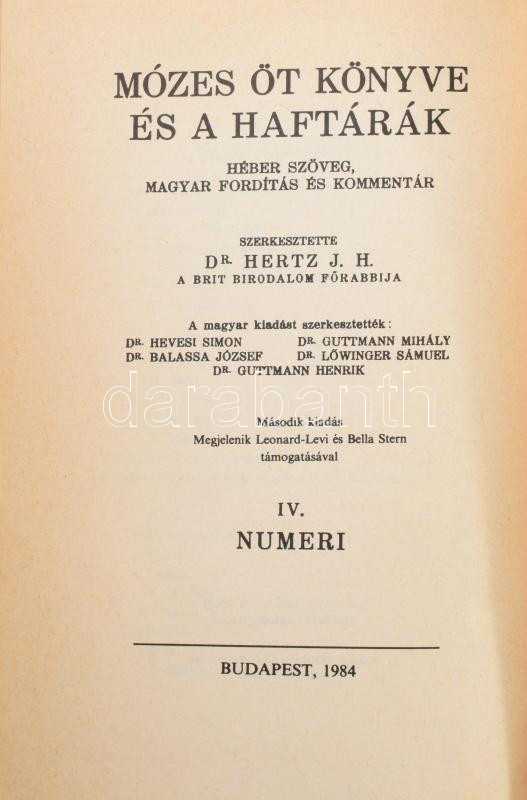 MÓZES ÖT KÖNYVE
ÉS A HAFTÁRÁK
HÉBER SZÖVEG,
MAGYAR FORDÍTÁS ÉS KOMMENTÁR
SZERKESZTETTE
DR. HERTZ J. H.
A BRIT BIRODALOM FŐRABBIJA
A magyar kiadást szerkesztették:
DR. HEVESI SIMON DR. GUTTMANN MIHÁLY
DR. BALASSA JÓZSEF DR. LŐWINGER SÁMUEL
DR. GUTTMANN HENRIK
darabanth
Második kiadás
Megjelenik Leonard-Levi és Bella Stern
támogatásával
IV.
NUMERI
BUDAPEST, 1984